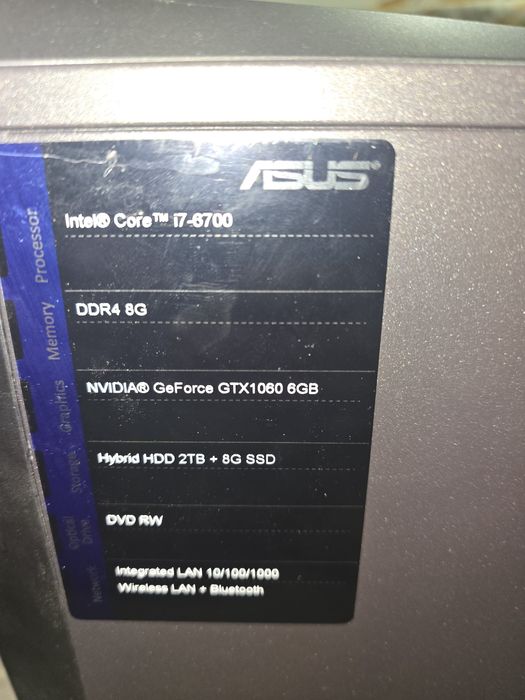 ASUS®
Processor
Intel® Core™ i7-6700
Memory
DDR4 8G
Graphics
NVIDIA® GeForce GTX1060 6GB
Storage
Hybrid HDD 2TB + 8G SSD
Optical
Drive
DVD RW
Network
Integrated LAN 10/100/1000
Wireless LAN + Bluetooth